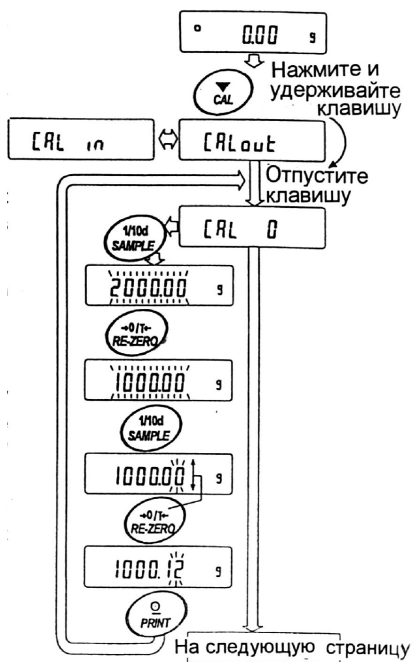 0.00 g
CAL
Нажмите и
удерживайте
клавишу
CAL in
CALout
Отпустите
клавишу
1/10d
SAMPLE
CAL 0
2000.00 g
→0/T←
RE-ZERO
1000.00 g
1/10d
SAMPLE
1000.00 g
→0/T←
RE-ZERO
1000.12 g
PRINT
На следующую страницу